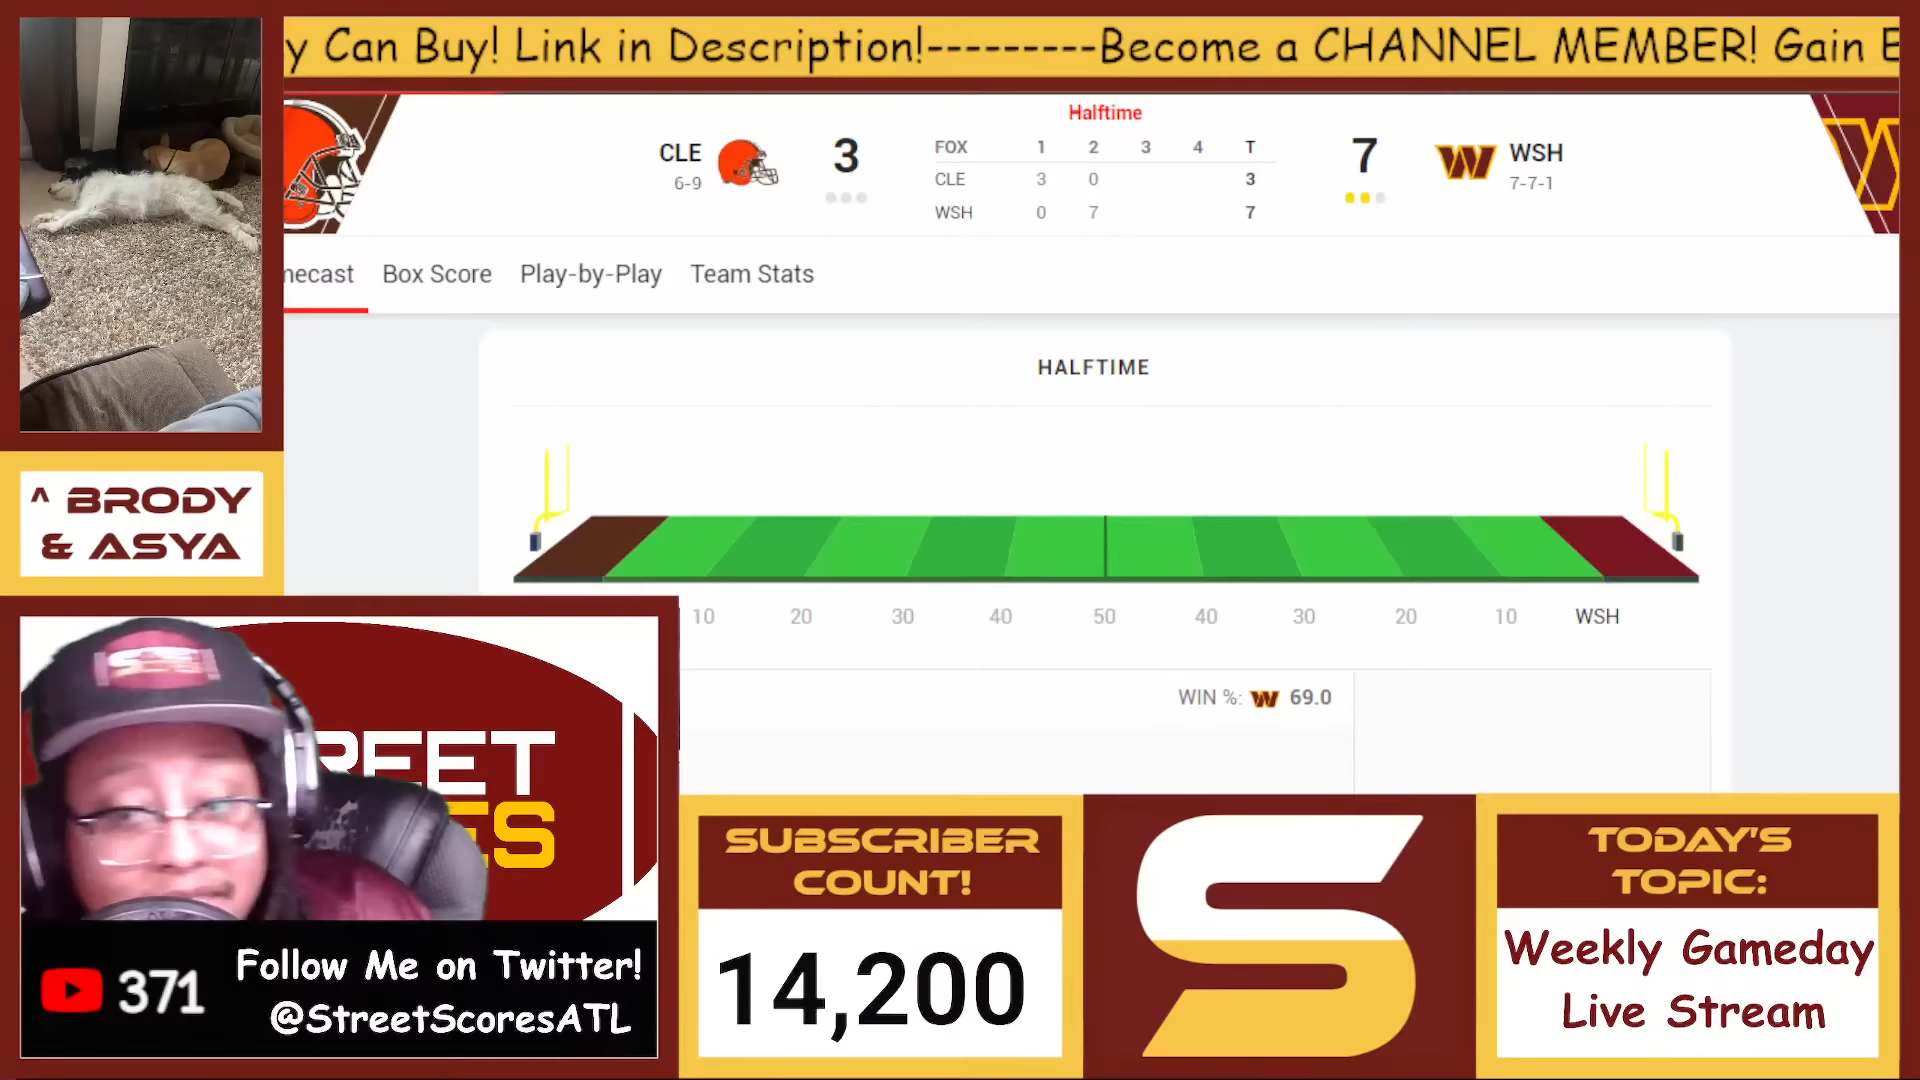 y Can Buy! Link in Description!---------Become a CHANNEL MEMBER! Gain E
Halftime
CLE
6-9
3
FOX 1 2 3 4 T
CLE 3 0 3
WSH 0 7 7
7
WSH
7-7-1
necast Box Score Play-by-Play Team Stats
HALFTIME
10 20 30 40 50 40 30 20 10 WSH
WIN %: W 69.0
^ BRODY
& ASYA
REET
ES
371
Follow Me on Twitter!
@StreetScoresATL
SUBSCRIBER
COUNT!
14,200
S
TODAY'S
TOPIC:
Weekly Gameday
Live Stream